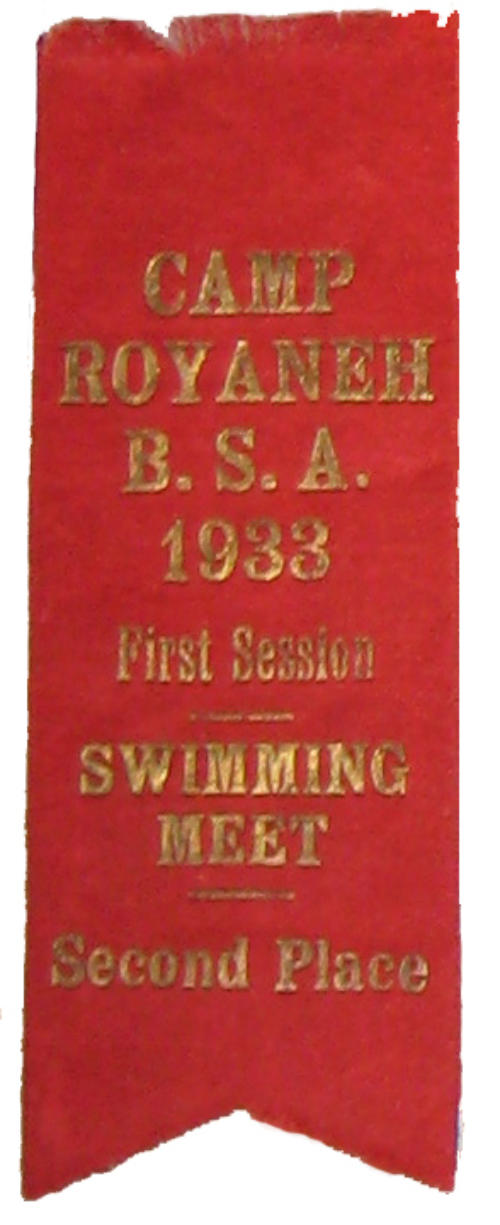 CAMP
ROYANEH
B. S. A.
1933
First Session
SWIMMING
MEET
Second Place